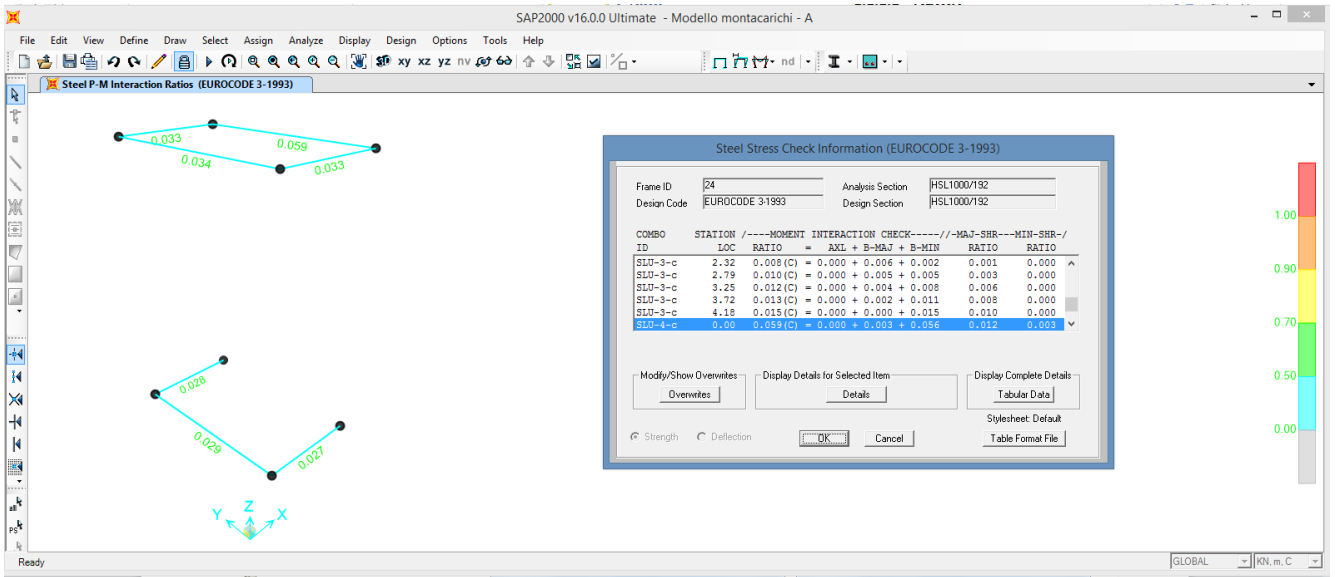 SAP2000 v16.0.0 Ultimate - Modello montacarichi - A
File Edit View Define Draw Select Assign Analyze Display Design Options Tools Help
3D xy xz yz nv nd
Steel P-M Interaction Ratios (EUROCODE 3-1993)
0.033
0.059
0.034
0.033
0.028
0.029
0.027
Y Z X
Steel Stress Check Information (EUROCODE 3-1993)
Frame ID 24 Analysis Section HSL1000/192
Design Code EUROCODE 3-1993 Design Section HSL1000/192
COMBO STATION /----MOMENT INTERACTION CHECK-----//-MAJ-SHR---MIN-SHR-/
ID LOC RATIO = AXL + B-MAJ + B-MIN RATIO RATIO
SLU-3-c 2.32 0.008(C) = 0.000 + 0.006 + 0.002 0.001 0.000
SLU-3-c 2.79 0.010(C) = 0.000 + 0.005 + 0.005 0.003 0.000
SLU-3-c 3.25 0.012(C) = 0.000 + 0.004 + 0.008 0.006 0.000
SLU-3-c 3.72 0.013(C) = 0.000 + 0.002 + 0.011 0.008 0.000
SLU-3-c 4.18 0.015(C) = 0.000 + 0.000 + 0.015 0.010 0.000
SLU-4-c 0.00 0.059(C) = 0.000 + 0.003 + 0.056 0.012 0.003
Modify/Show Overwrites Display Details for Selected Item Display Complete Details
Overwrites Details Tabular Data
Stylesheet: Default
Strength Deflection OK Cancel Table Format File
1.00
0.90
0.70
0.50
0.00
all
PS
Ready GLOBAL KN, m, C